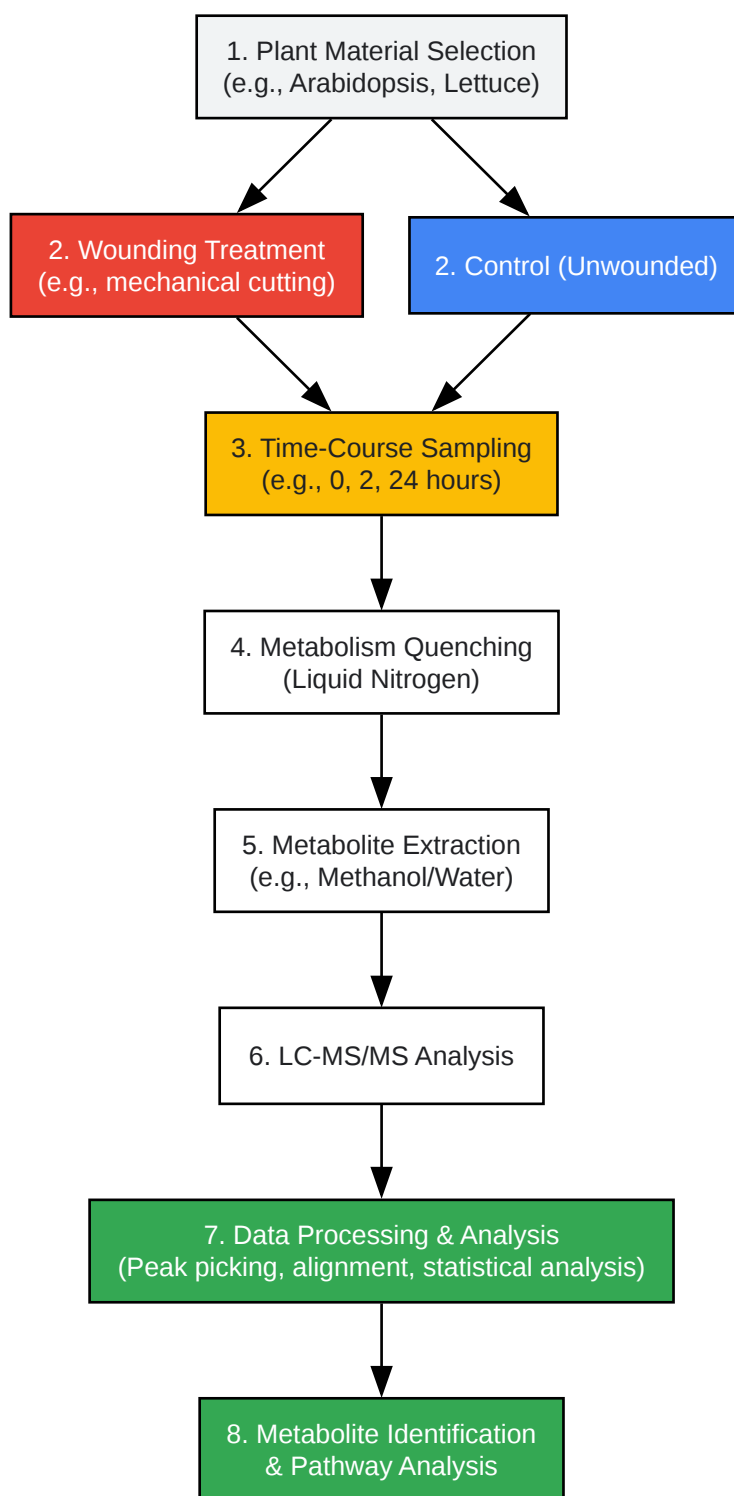 1. Plant Material Selection
(e.g., Arabidopsis, Lettuce)
2. Wounding Treatment
(e.g., mechanical cutting)
2. Control (Unwounded)
3. Time-Course Sampling
(e.g., 0, 2, 24 hours)
4. Metabolism Quenching
(Liquid Nitrogen)
5. Metabolite Extraction
(e.g., Methanol/Water)
6. LC-MS/MS Analysis
7. Data Processing & Analysis
(Peak picking, alignment, statistical analysis)
8. Metabolite Identification
& Pathway Analysis